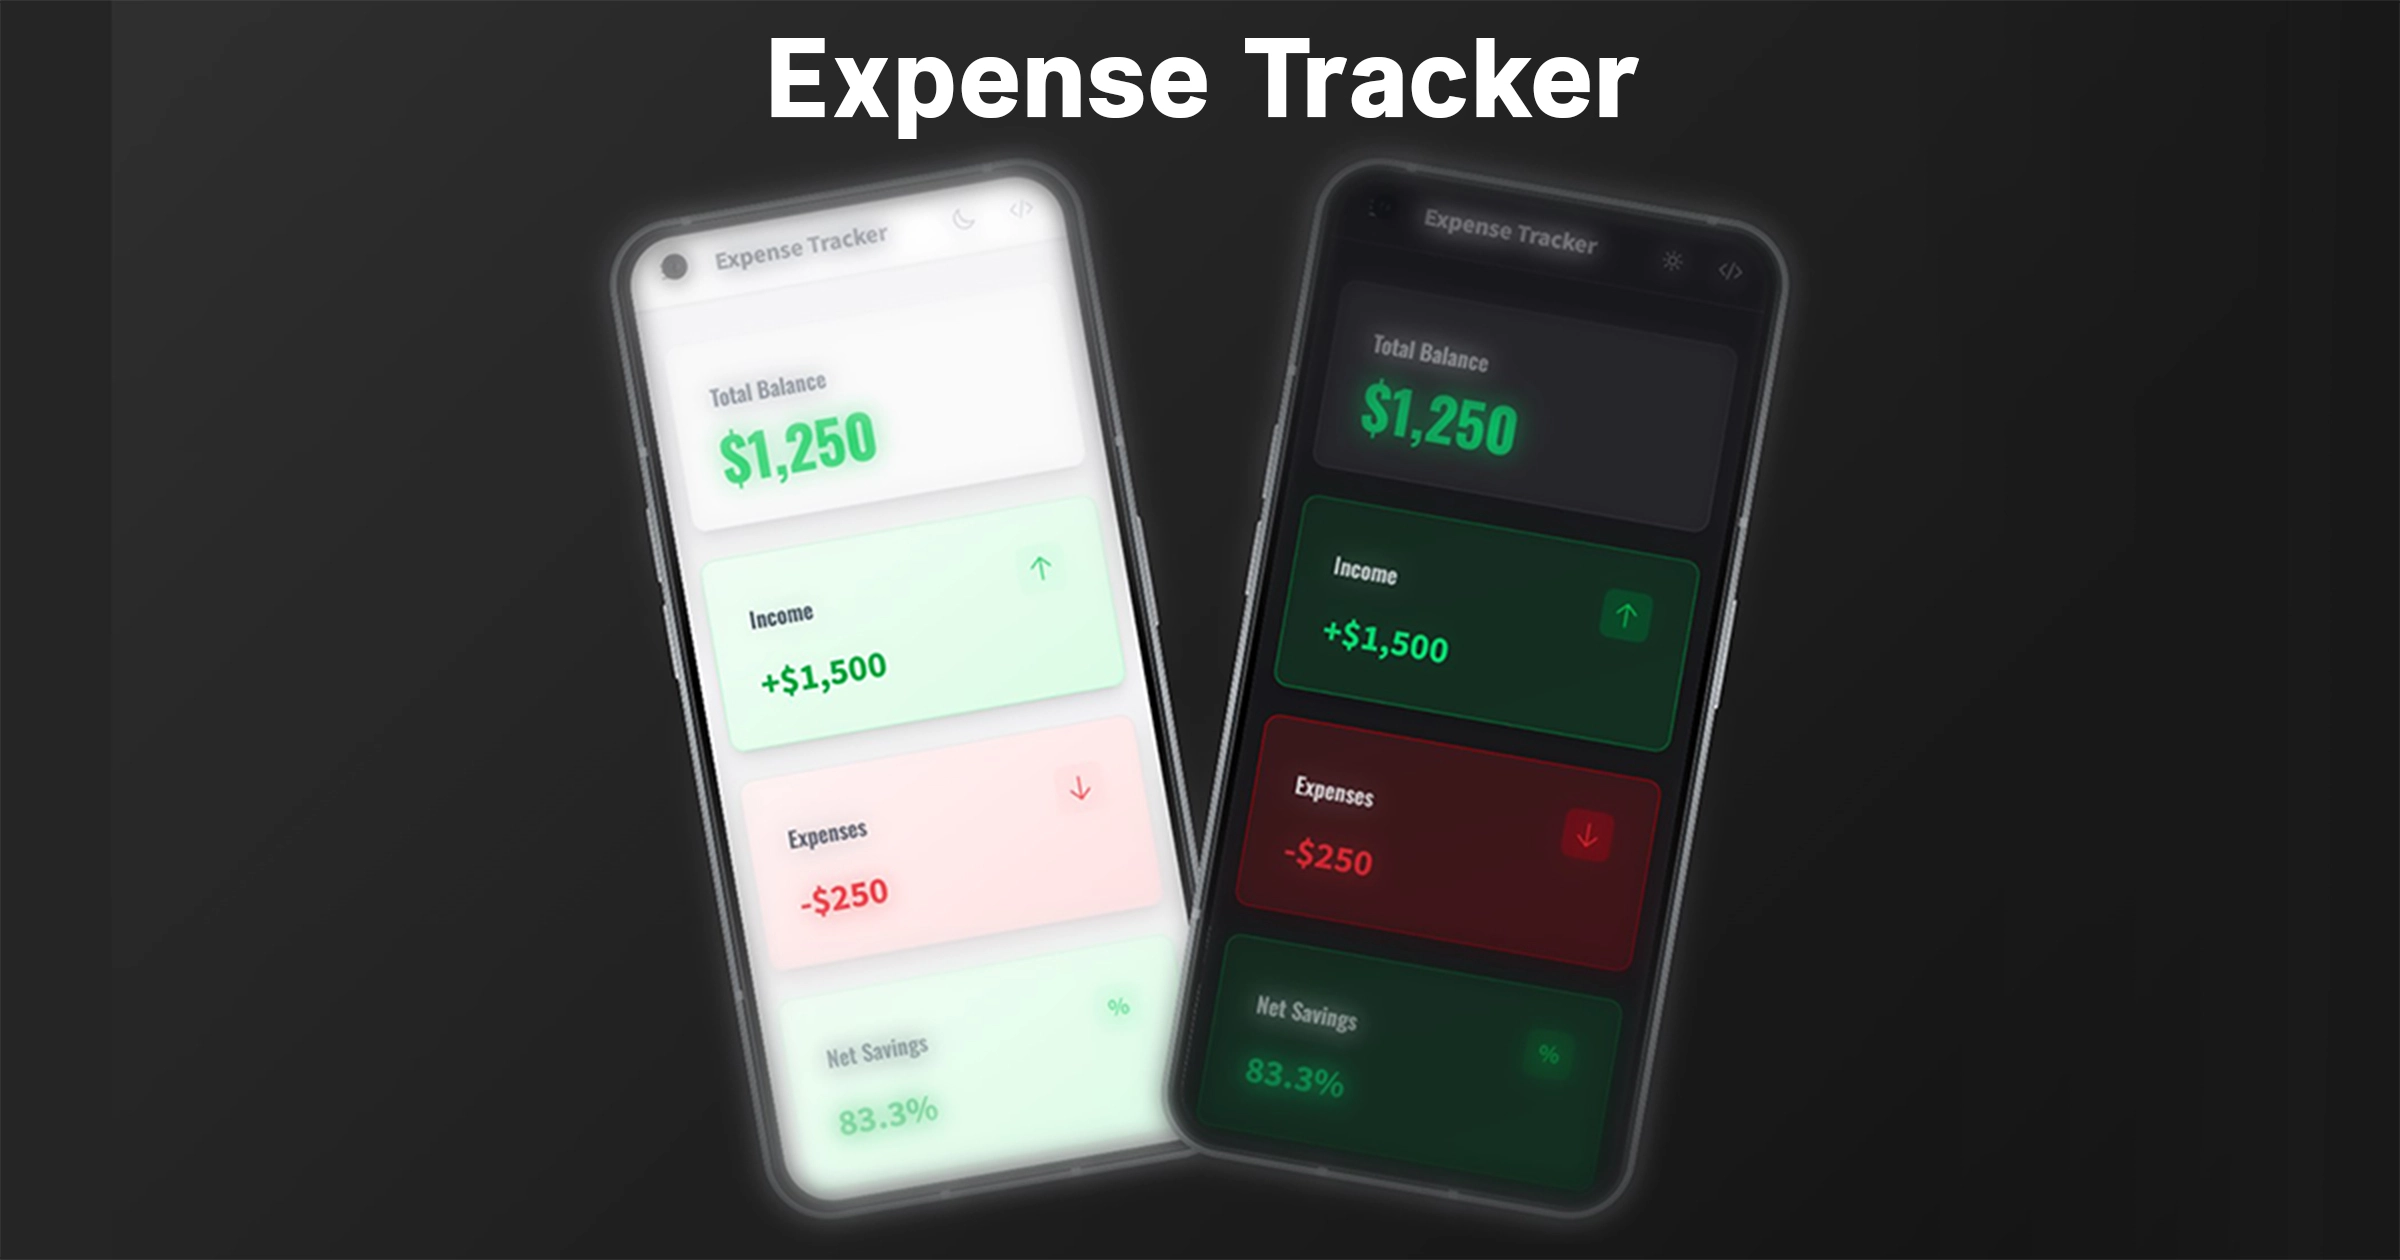 Expense Tracker
Expense Tracker
Total Balance
$1,250
Income
+$1,500
Expenses
-$250
Net Savings
%
83.3%
Expense Tracker
Total Balance
$1,250
Income
+$1,500
Expenses
-$250
Net Savings
%
83.3%